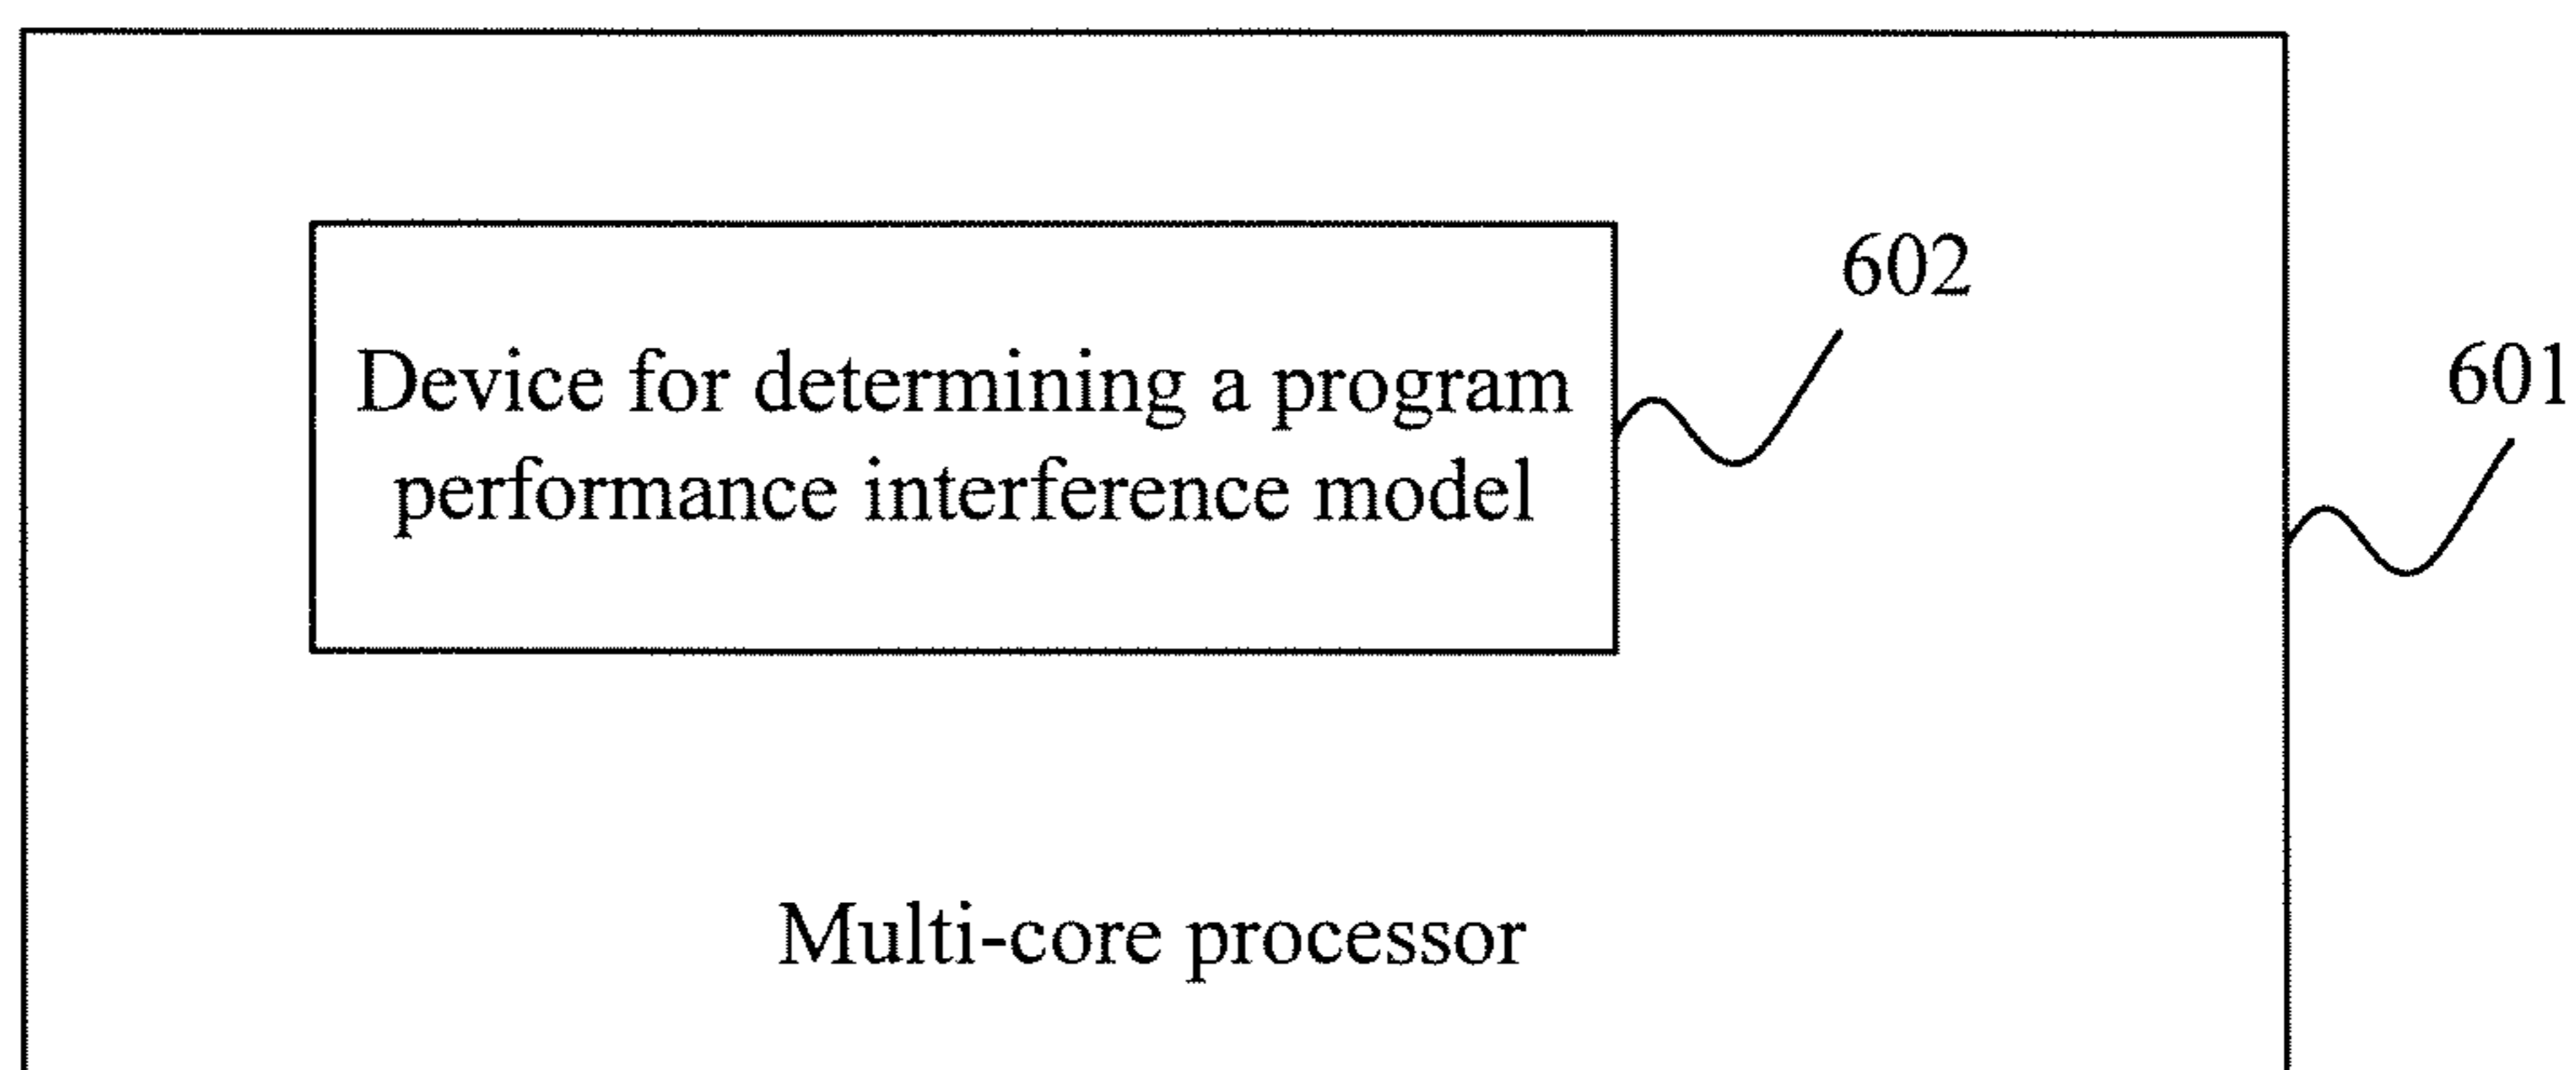 602
601
Device for determining a program
performance interference model
Multi-core processor